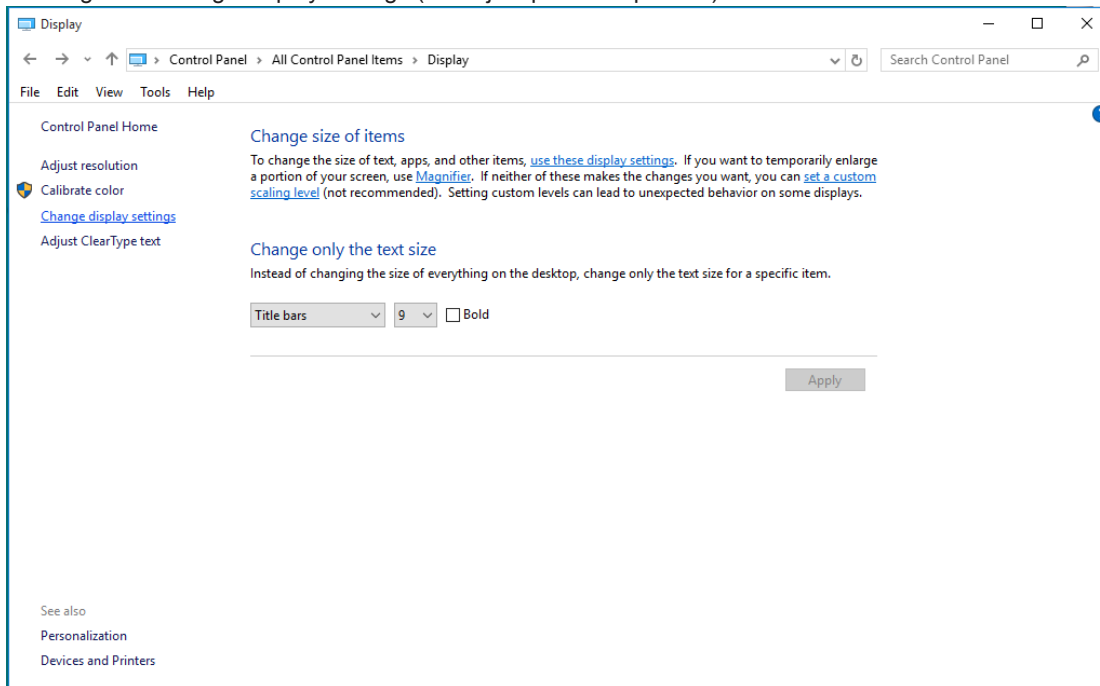 Display
Control Panel > All Control Panel Items > Display
Search Control Panel
File Edit View Tools Help
Control Panel Home
Adjust resolution
Calibrate color
Change display settings
Adjust ClearType text
Change size of items
To change the size of text, apps, and other items, use these display settings. If you want to temporarily enlarge
a portion of your screen, use Magnifier. If neither of these makes the changes you want, you can set a custom
scaling level (not recommended). Setting custom levels can lead to unexpected behavior on some displays.
Change only the text size
Instead of changing the size of everything on the desktop, change only the text size for a specific item.
Title bars 9 Bold
Apply
See also
Personalization
Devices and Printers